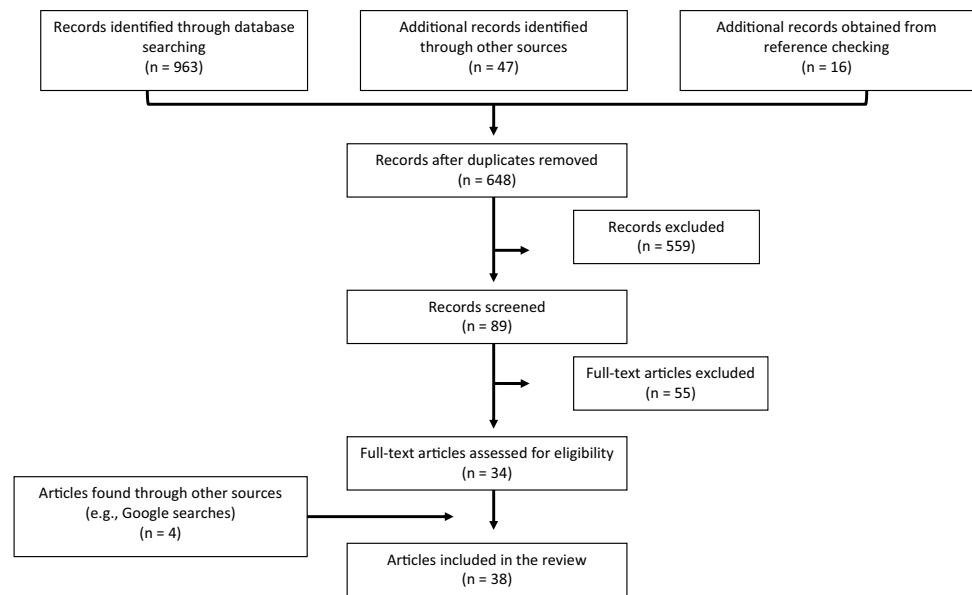 Records identified through database
searching
(n = 963)
Additional records identified
through other sources
(n = 47)
Additional records obtained from
reference checking
(n = 16)
Records after duplicates removed
(n = 648)
Records excluded
(n = 559)
Records screened
(n = 89)
Full-text articles excluded
(n = 55)
Full-text articles assessed for eligibility
(n = 34)
Articles found through other sources
(e.g., Google searches)
(n = 4)
Articles included in the review
(n = 38)